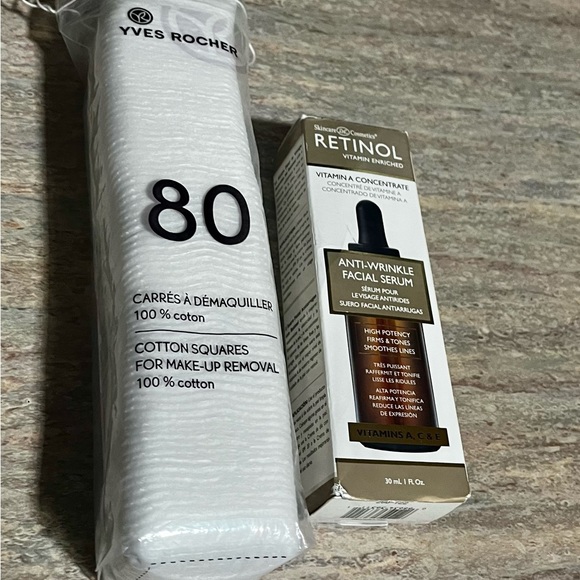 YVES ROCHER
80
CARRÉS À DÉMAQUILLER
100 % coton
COTTON SQUARES
FOR MAKE-UP REMOVAL
100 % cotton
Skincare Cosmetics®
RETINOL
VITAMIN ENRICHED
VITAMIN A CONCENTRATE
CONCENTRÉ DE VITAMINE A
CONCENTRADO DE VITAMINA A
ANTI-WRINKLE
FACIAL SERUM
SÉRUM POUR
LE VISAGE ANTIRIDES
SUERO FACIAL ANTIARRUGAS
HIGH POTENCY
FIRMS & TONES
SMOOTHES LINES
TRÈS PUISSANT
RAFFERMIT ET TONIFIE
LISSE LES RIDULES
ALTA POTENCIA
REAFIRMA Y TONIFICA
REDUCE LAS LÍNEAS
DE EXPRESIÓN
VITAMINS A, C & E
30 mL 1 FL Oz.